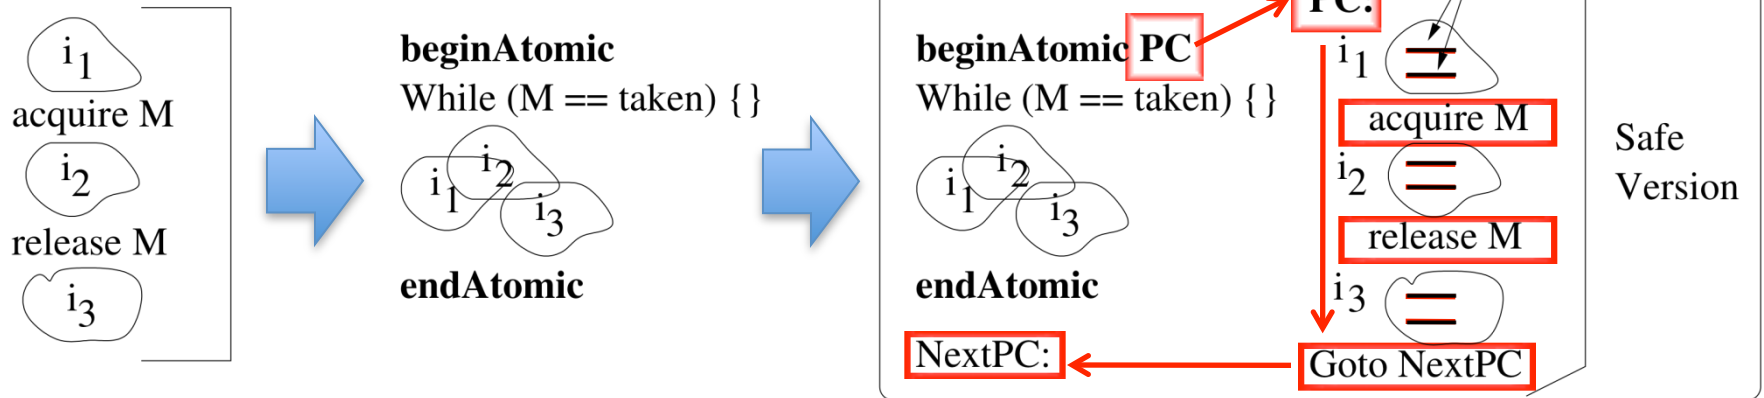 i1
acquire M
i2
release M
i3
beginAtomic
While (M == taken) {}
i1
i2
i3
endAtomic
beginAtomic PC
While (M == taken) {}
i1
i2
i3
endAtomic
NextPC:
PC:
i1
acquire M
i2
release M
i3
Goto NextPC
Safe
Version